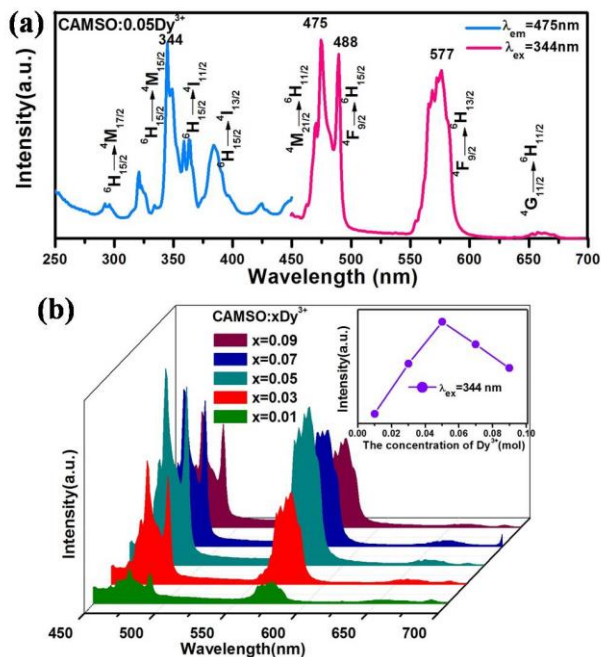 (a)
CAMSO:0.05Dy³⁺
344
⁶H₁₅/₂ → ⁴M₁₇/₂
⁶H₁₅/₂ → ⁴M₁₅/₂
⁶H₁₅/₂ → ⁴I₁₁/₂
⁶H₁₅/₂ → ⁴I₁₃/₂
475
488
577
λem=475nm
λex=344nm
⁴M₂₁/₂ → ⁶H₁₁/₂
⁴F₉/₂ → ⁶H₁₅/₂
⁴F₉/₂ → ⁶H₁₃/₂
⁴G₁₁/₂ → ⁶H₁₁/₂
Intensity(a.u.)
250 300 350 400 450 500 550 600 650 700
Wavelength (nm)
(b)
CAMSO:xDy³⁺
x=0.09
x=0.07
x=0.05
x=0.03
x=0.01
Intensity(a.u.)
λex=344 nm
0.00 0.02 0.04 0.06 0.08 0.10
The concentration of Dy³⁺(mol)
Intensity(a.u.)
450 500 550 600 650 700
Wavelength(nm)